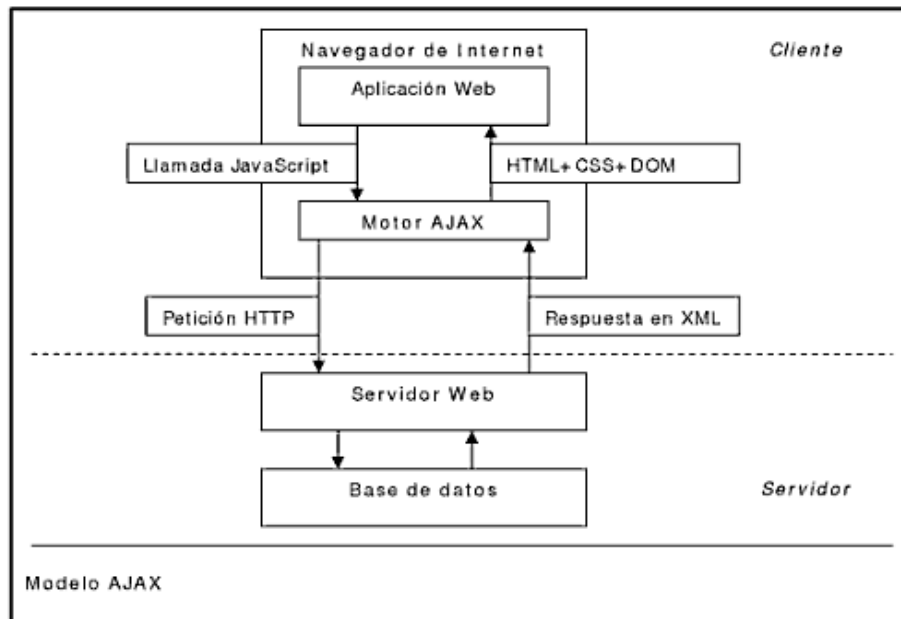 Navegador de Internet
Cliente
Aplicación Web
Llamada JavaScript
HTML+ CSS+ DOM
Motor AJAX
Petición HTTP
Respuesta en XML
Servidor Web
Base de datos
Servidor
Modelo AJAX